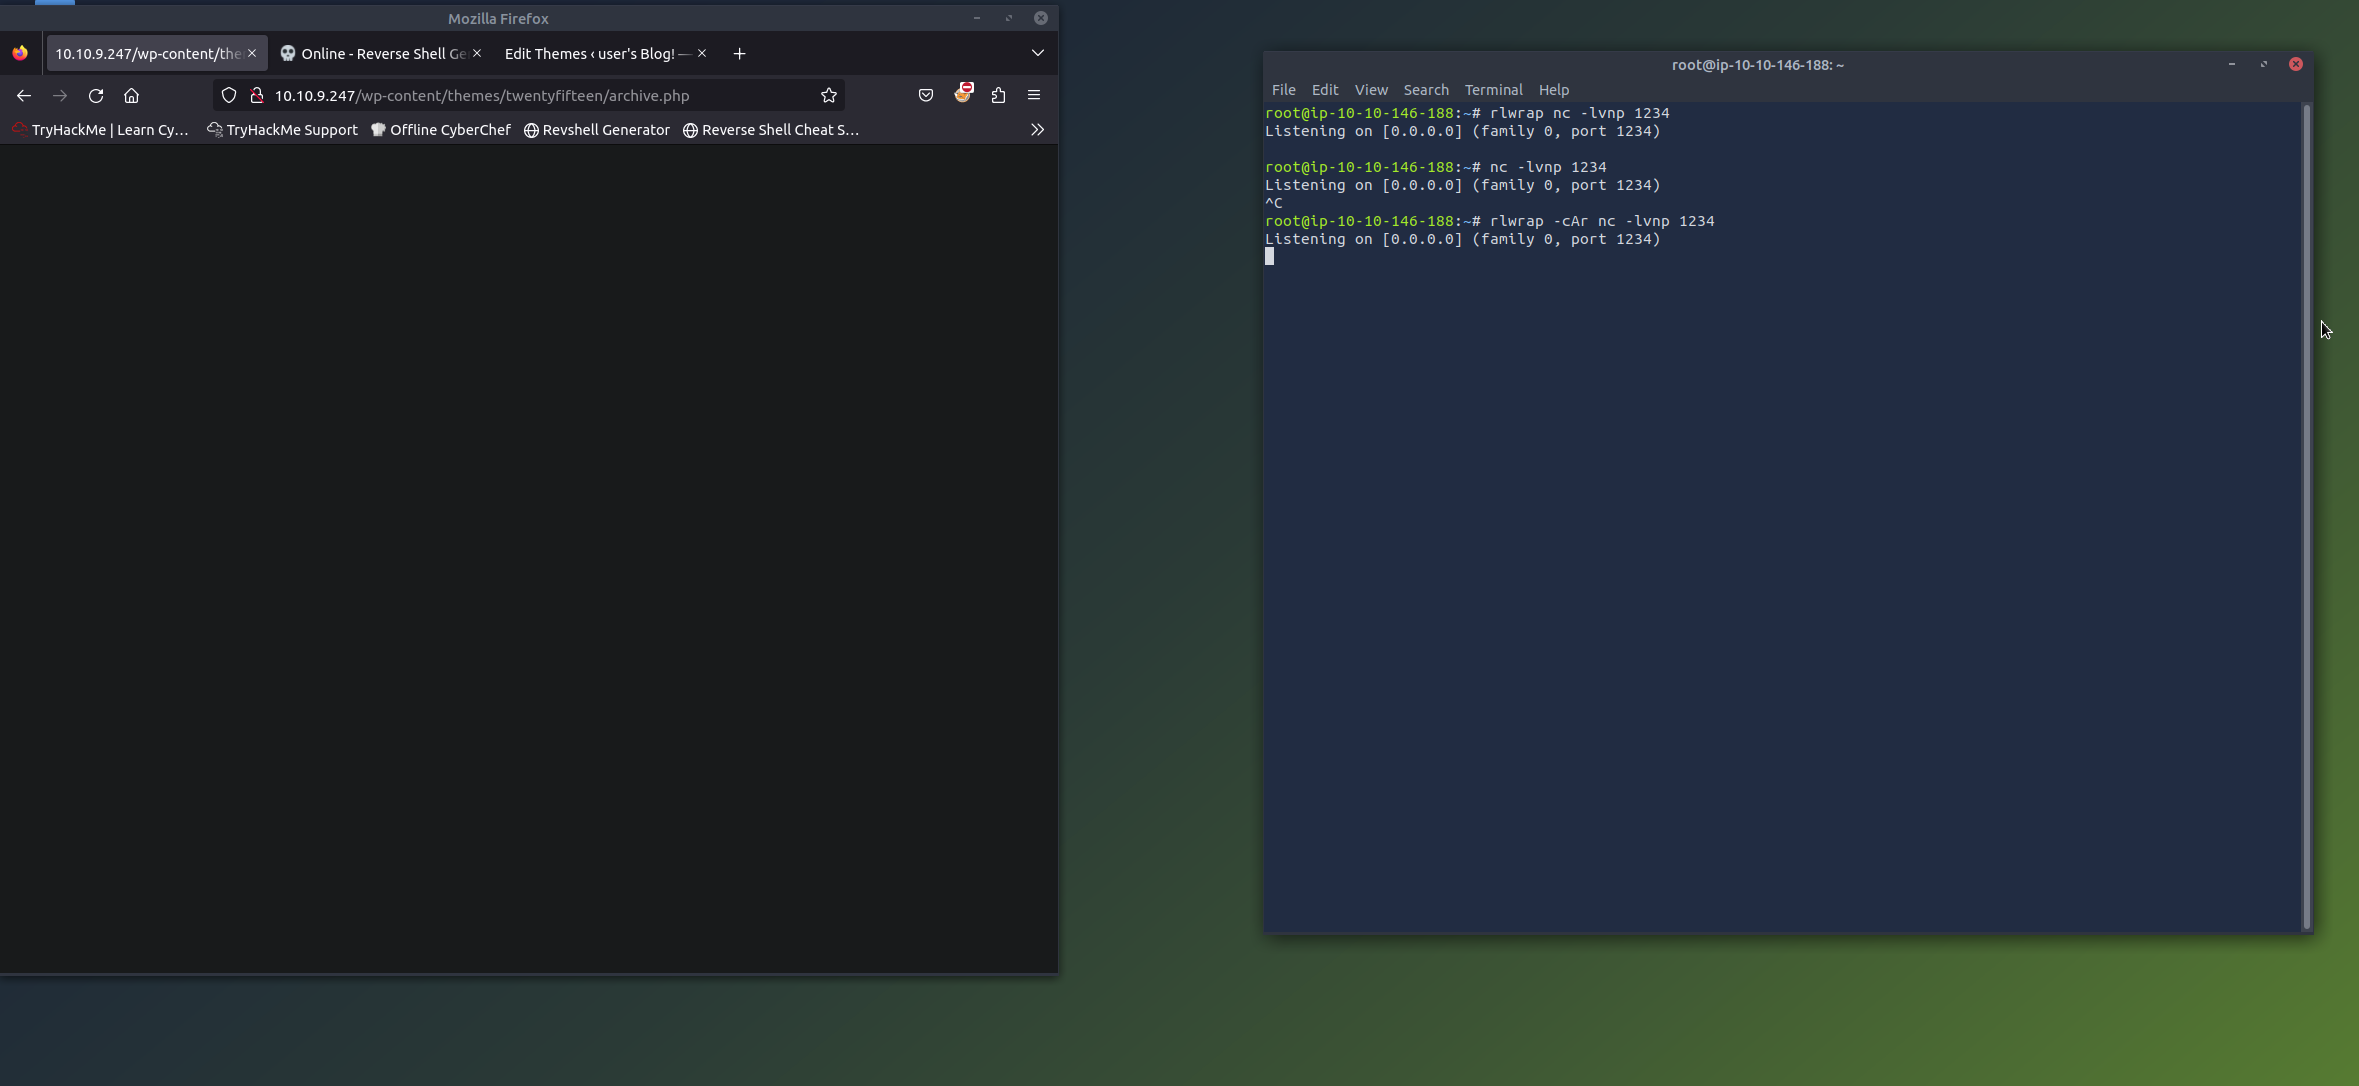 Mozilla Firefox
10.10.9.247/wp-content/the
Online - Reverse Shell Ge
Edit Themes ‹ user's Blog! —
10.10.9.247/wp-content/themes/twentyfifteen/archive.php
TryHackMe | Learn Cy…
TryHackMe Support
Offline CyberChef
Revshell Generator
Reverse Shell Cheat S…
root@ip-10-10-146-188: ~
File Edit View Search Terminal Help
root@ip-10-10-146-188:~# rlwrap nc -lvnp 1234
Listening on [0.0.0.0] (family 0, port 1234)
root@ip-10-10-146-188:~# nc -lvnp 1234
Listening on [0.0.0.0] (family 0, port 1234)
^C
root@ip-10-10-146-188:~# rlwrap -cAr nc -lvnp 1234
Listening on [0.0.0.0] (family 0, port 1234)